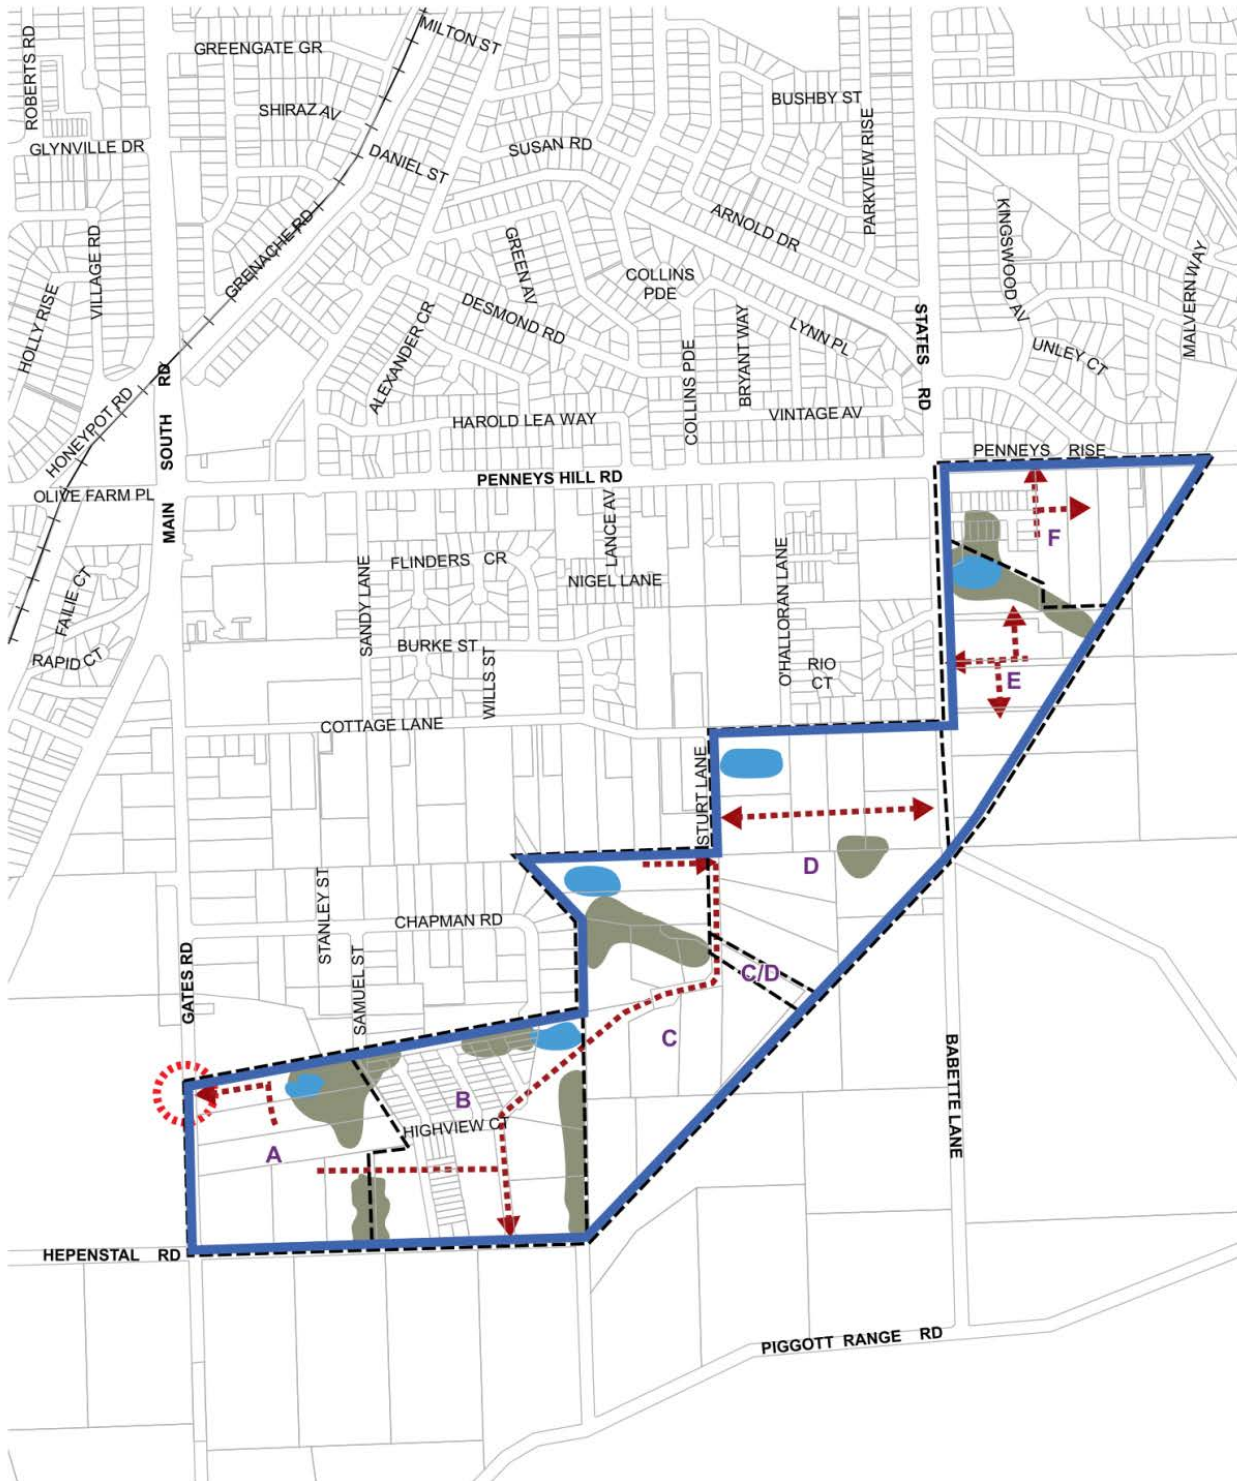 MILTON ST
ROBERTS RD
GREENGATE GR
SHIRAZ AV
BUSHBY ST
GLYNVILLE DR
DANIEL ST
SUSAN RD
PARKVIEW RISE
ARNOLD DR
KINGSWOOD AV
GRENACHE RD
VILLAGE RD
GREEN AV
HOLLY RISE
COLLINS
PDE
MALVERN WAY
DESMOND RD
ALEXANDER CR
LYNN PL
BRYANT WAY
STATES RD
UNLEY CT
COLLINS PDE
HONEYPOT RD
MAIN SOUTH RD
HAROLD LEA WAY
VINTAGE AV
PENNEYS RISE
PENNEYS HILL RD
OLIVE FARM PL
LANCE AV
F
FLINDERS CR
NIGEL LANE
SANDY LANE
O'HALLORAN LANE
FAILIE CT
RAPID CT
BURKE ST
WILLS ST
RIO
CT
E
COTTAGE LANE
STURT LANE
D
STANLEY ST
CHAPMAN RD
SAMUEL ST
GATES RD
C/D
C
BABETTE LANE
B
HIGHVIEW CT
A
HEPENSTAL RD
PIGGOTT RANGE RD